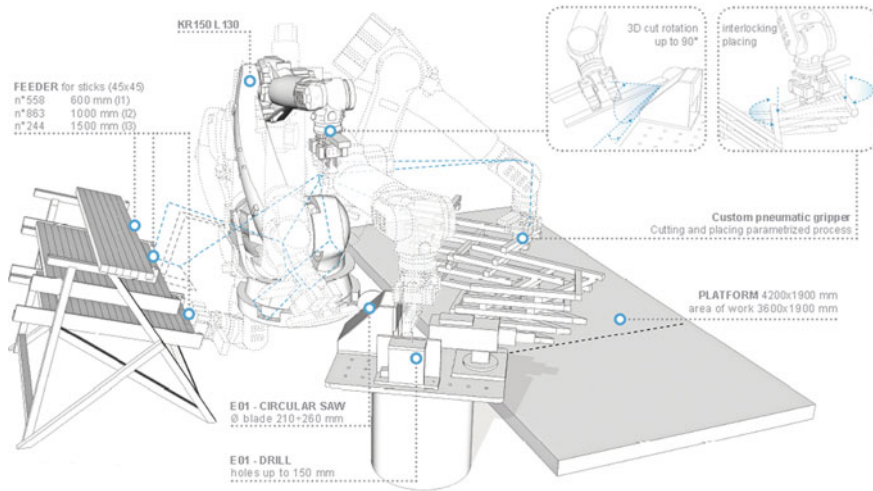 KR150 L130
FEEDER for sticks (45x45)
n°558 600 mm (l1)
n°863 1000 mm (l2)
n°244 1500 mm (l3)
3D cut rotation
up to 90°
interlocking
placing
Custom pneumatic gripper
Cutting and placing parametrized process
PLATFORM 4200x1900 mm
area of work 3600x1900 mm
E01 - CIRCULAR SAW
Ø blade 210÷260 mm
E01 - DRILL
holes up to 150 mm